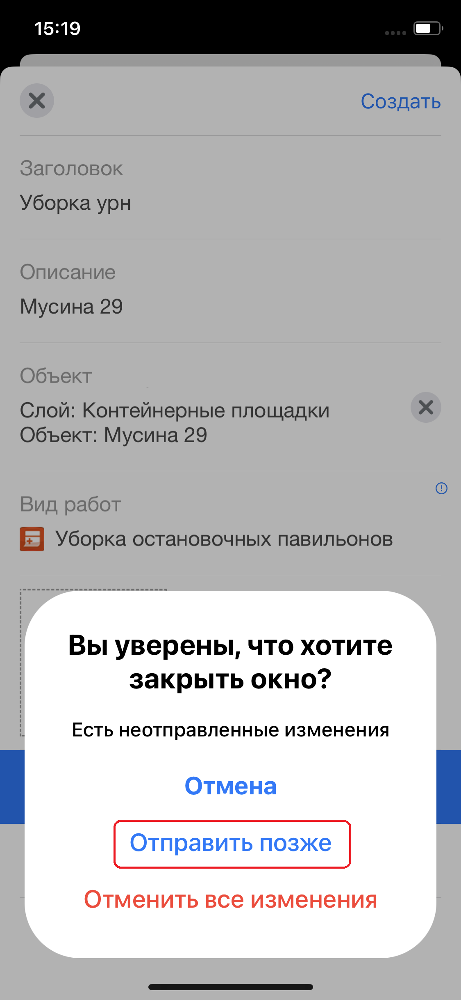 15:19
Создать
Заголовок
Уборка урн
Описание
Мусина 29
Объект
Слой: Контейнерные площадки
Объект: Мусина 29
Вид работ
Уборка остановочных павильонов
Вы уверены, что хотите
закрыть окно?
Есть неотправленные изменения
Отмена
Отправить позже
Отменить все изменения